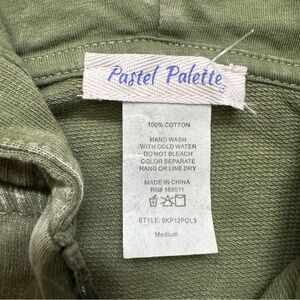 Pastel Palette®
100% COTTON
HAND WASH
WITH COLD WATER
DO NOT BLEACH
COLOR SEPARATE
HANG OR LINE DRY
MADE IN CHINA
RN# 169011
STYLE: 5KP12POL3
Medium